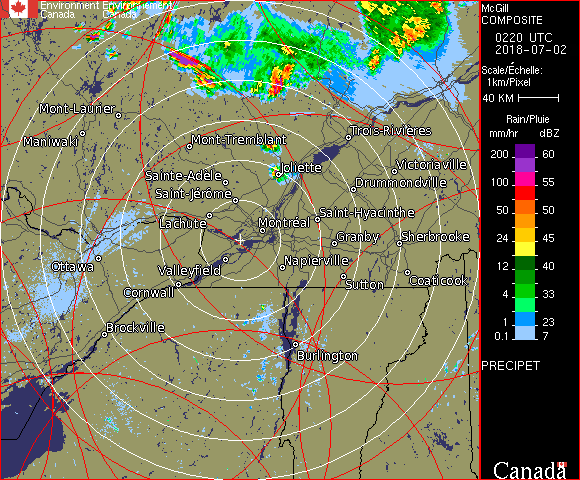 Environment Environnement
Canada Canada
McGill
COMPOSITE
0220 UTC
2018-07-02
Scale/Échelle:
1km/Pixel
40 KM
Rain/Pluie
mm/hr dBZ
200 60
100 55
50 50
24 45
12 40
4 33
1 23
0.1 7
PRECIPET
Canada
Mont-Laurier
Maniwaki
Mont-Tremblant
Trois-Rivières
Sainte-Adèle
Joliette
Victoriaville
Saint-Jérôme
Drummondville
Lachute
Saint-Hyacinthe
Montréal
Granby
Sherbrooke
Ottawa
Valleyfield
Napierville
Cornwall
Sutton
Coaticook
Brockville
Burlington